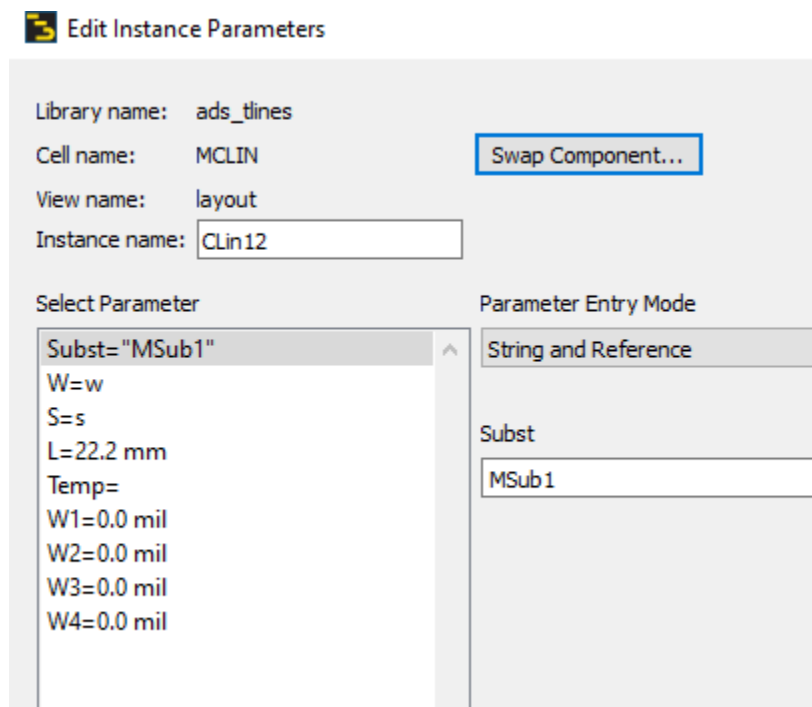 Edit Instance Parameters
Library name: ads_tlines
Cell name: MCLIN Swap Component...
View name: layout
Instance name: CLin12
Select Parameter Parameter Entry Mode
Subst="MSub1" String and Reference
W=w
S=s
L=22.2 mm Subst
Temp= MSub1
W1=0.0 mil
W2=0.0 mil
W3=0.0 mil
W4=0.0 mil